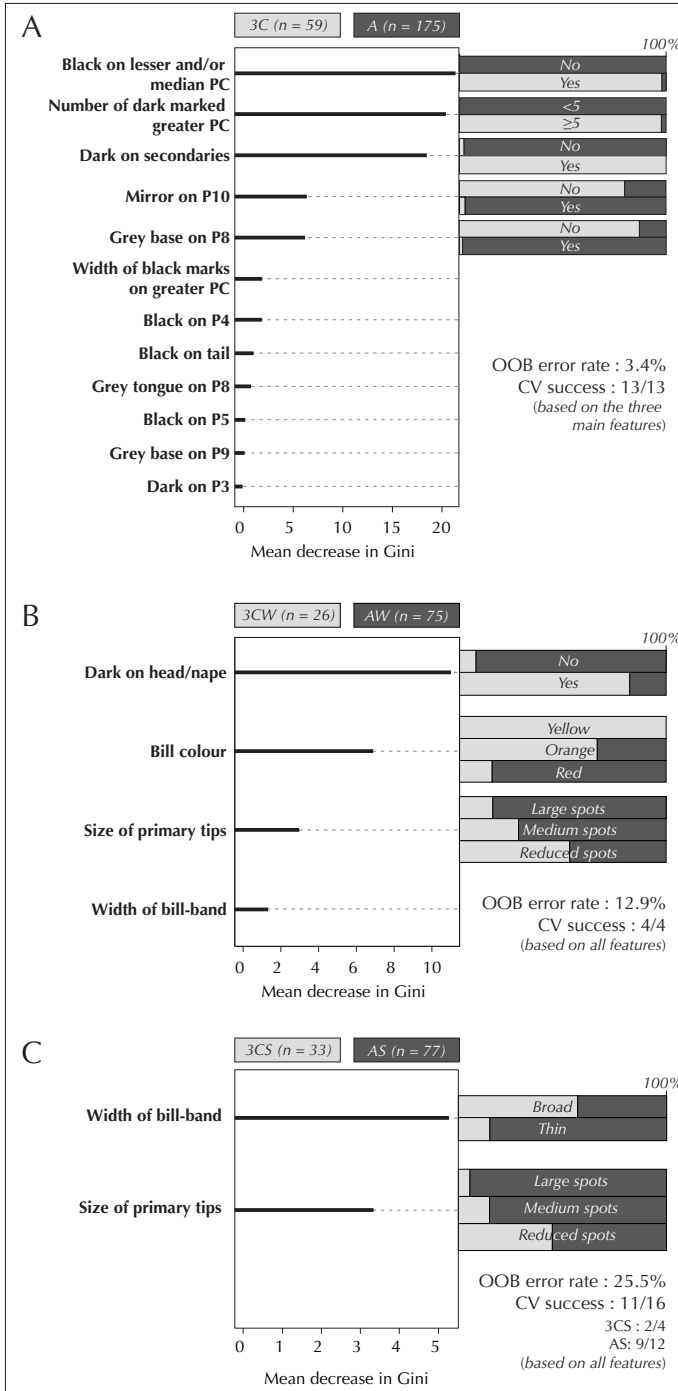 A
3C (n = 59)
A (n = 175)
100%
Black on lesser and/or
median PC
No
Yes
Number of dark marked
greater PC
<5
≥5
Dark on secondaries
No
Yes
Mirror on P10
No
Yes
Grey base on P8
No
Yes
Width of black marks
on greater PC
Black on P4
Black on tail
Grey tongue on P8
Black on P5
Grey base on P9
Dark on P3
OOB error rate : 3.4%
CV success : 13/13
(based on the three
main features)
0 5 10 15 20
Mean decrease in Gini
B
3CW (n = 26)
AW (n = 75)
100%
Dark on head/nape
No
Yes
Bill colour
Yellow
Orange
Red
Size of primary tips
Large spots
Medium spots
Reduced spots
Width of bill-band
OOB error rate : 12.9%
CV success : 4/4
(based on all features)
0 2 4 6 8 10
Mean decrease in Gini
C
3CS (n = 33)
AS (n = 77)
100%
Width of bill-band
Broad
Thin
Size of primary tips
Large spots
Medium spots
Reduced spots
OOB error rate : 25.5%
CV success : 11/16
3CS : 2/4
AS: 9/12
(based on all features)
0 1 2 3 4 5
Mean decrease in Gini